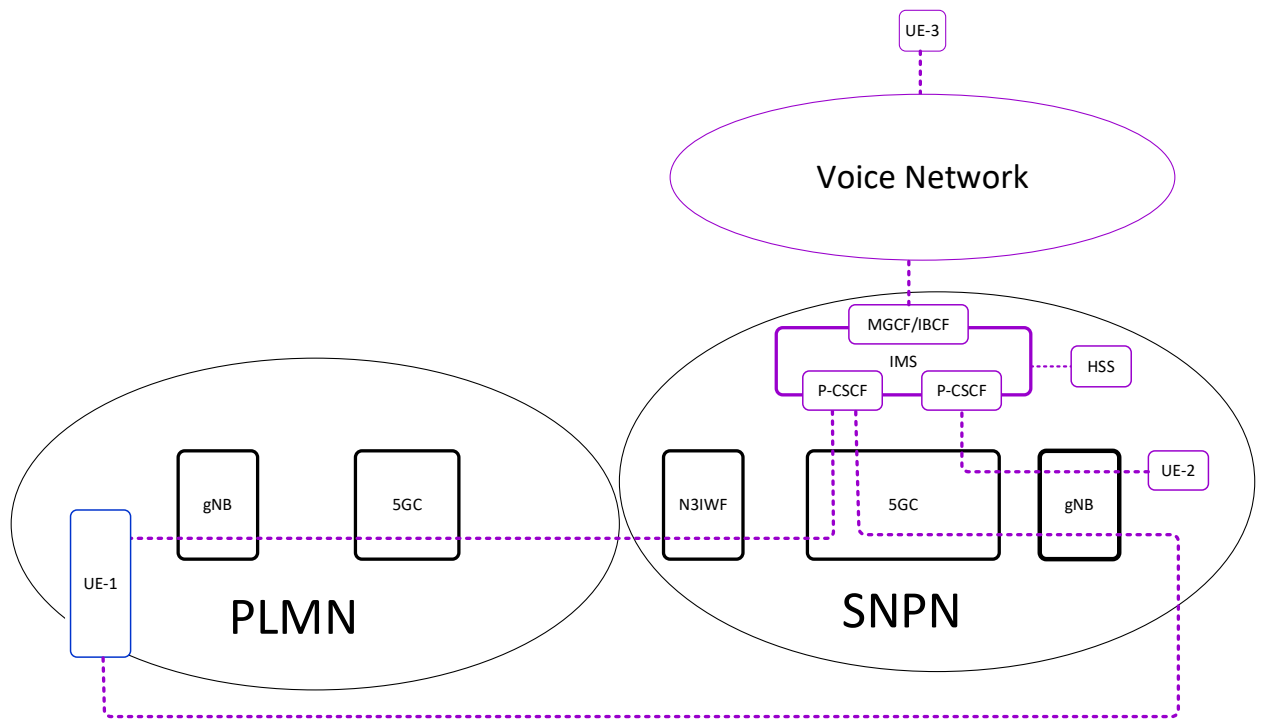 UE-3
Voice Network
MGCF/IBCF
IMS
HSS
P-CSCF
P-CSCF
gNB
5GC
N3IWF
5GC
gNB
UE-2
UE-1
PLMN
SNPN